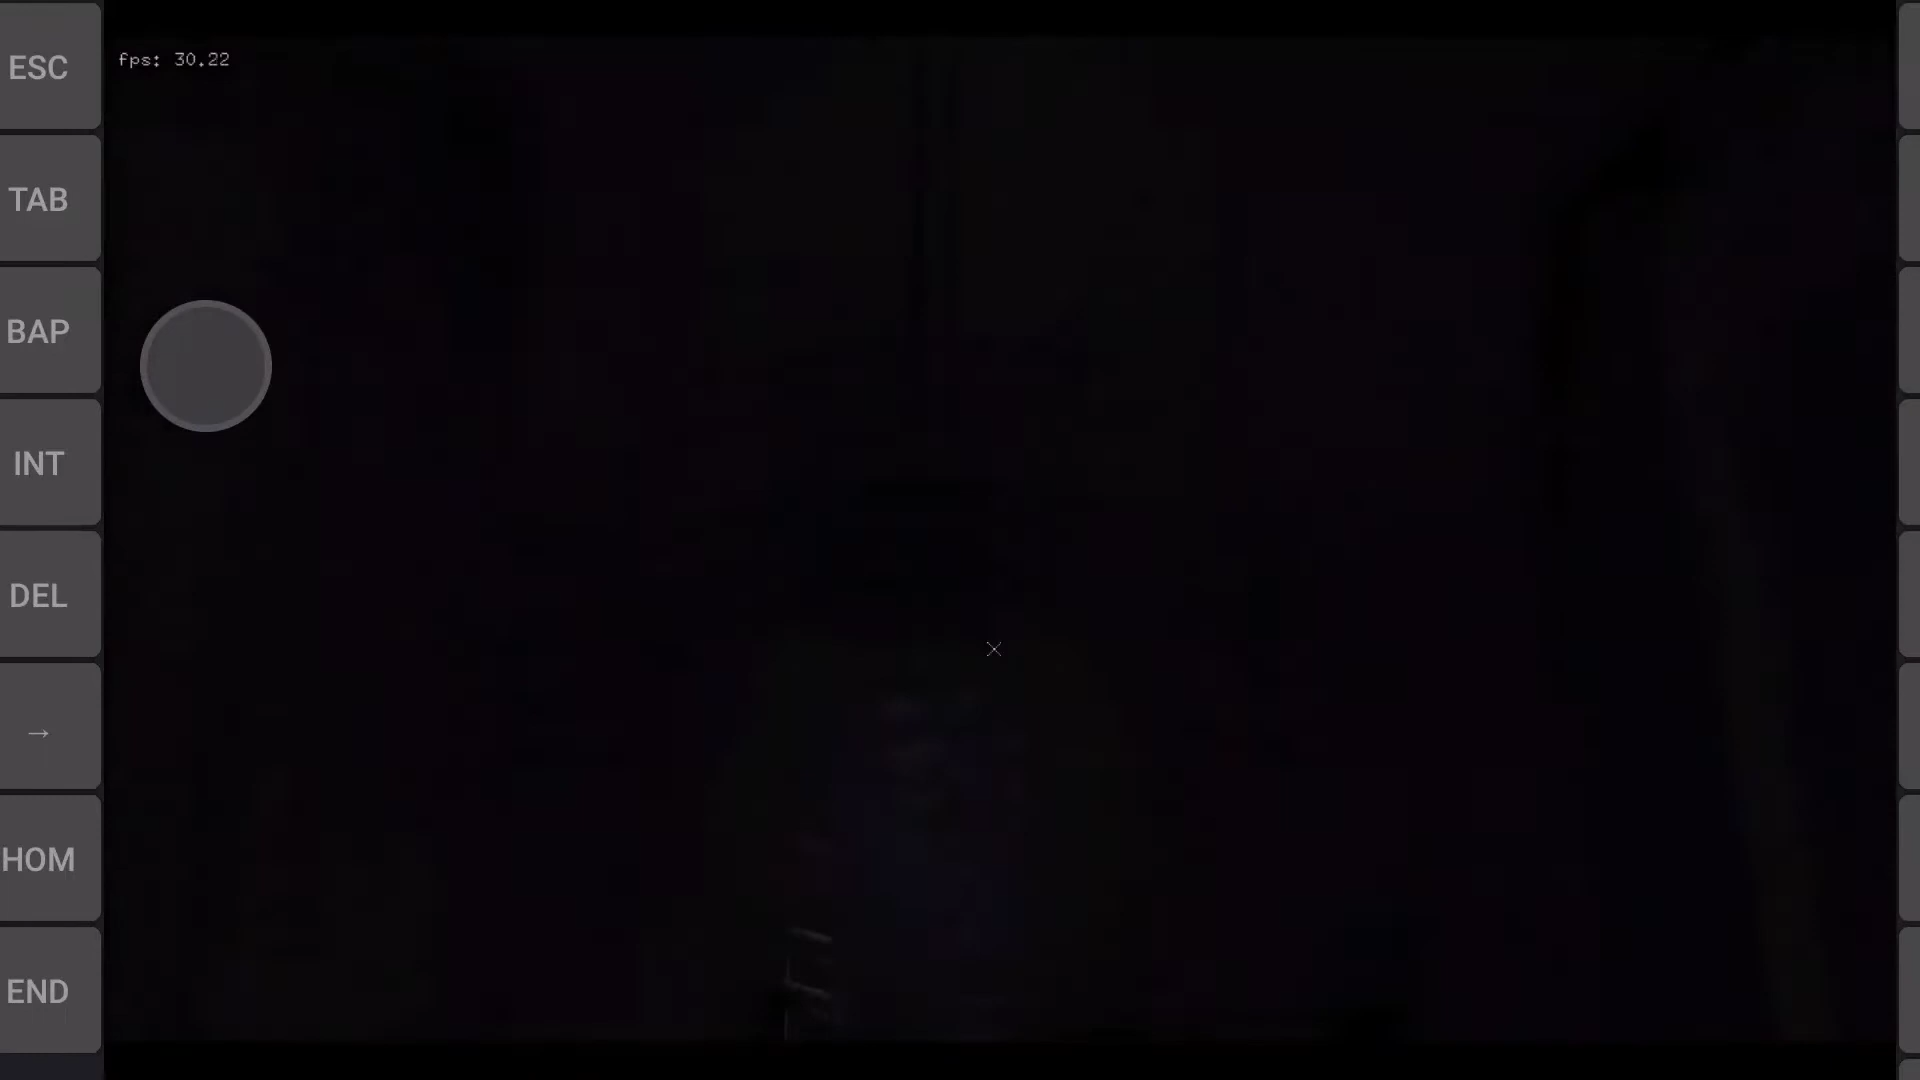 ESC
fps: 30.22
TAB
BAP
INT
DEL
→
HOM
END